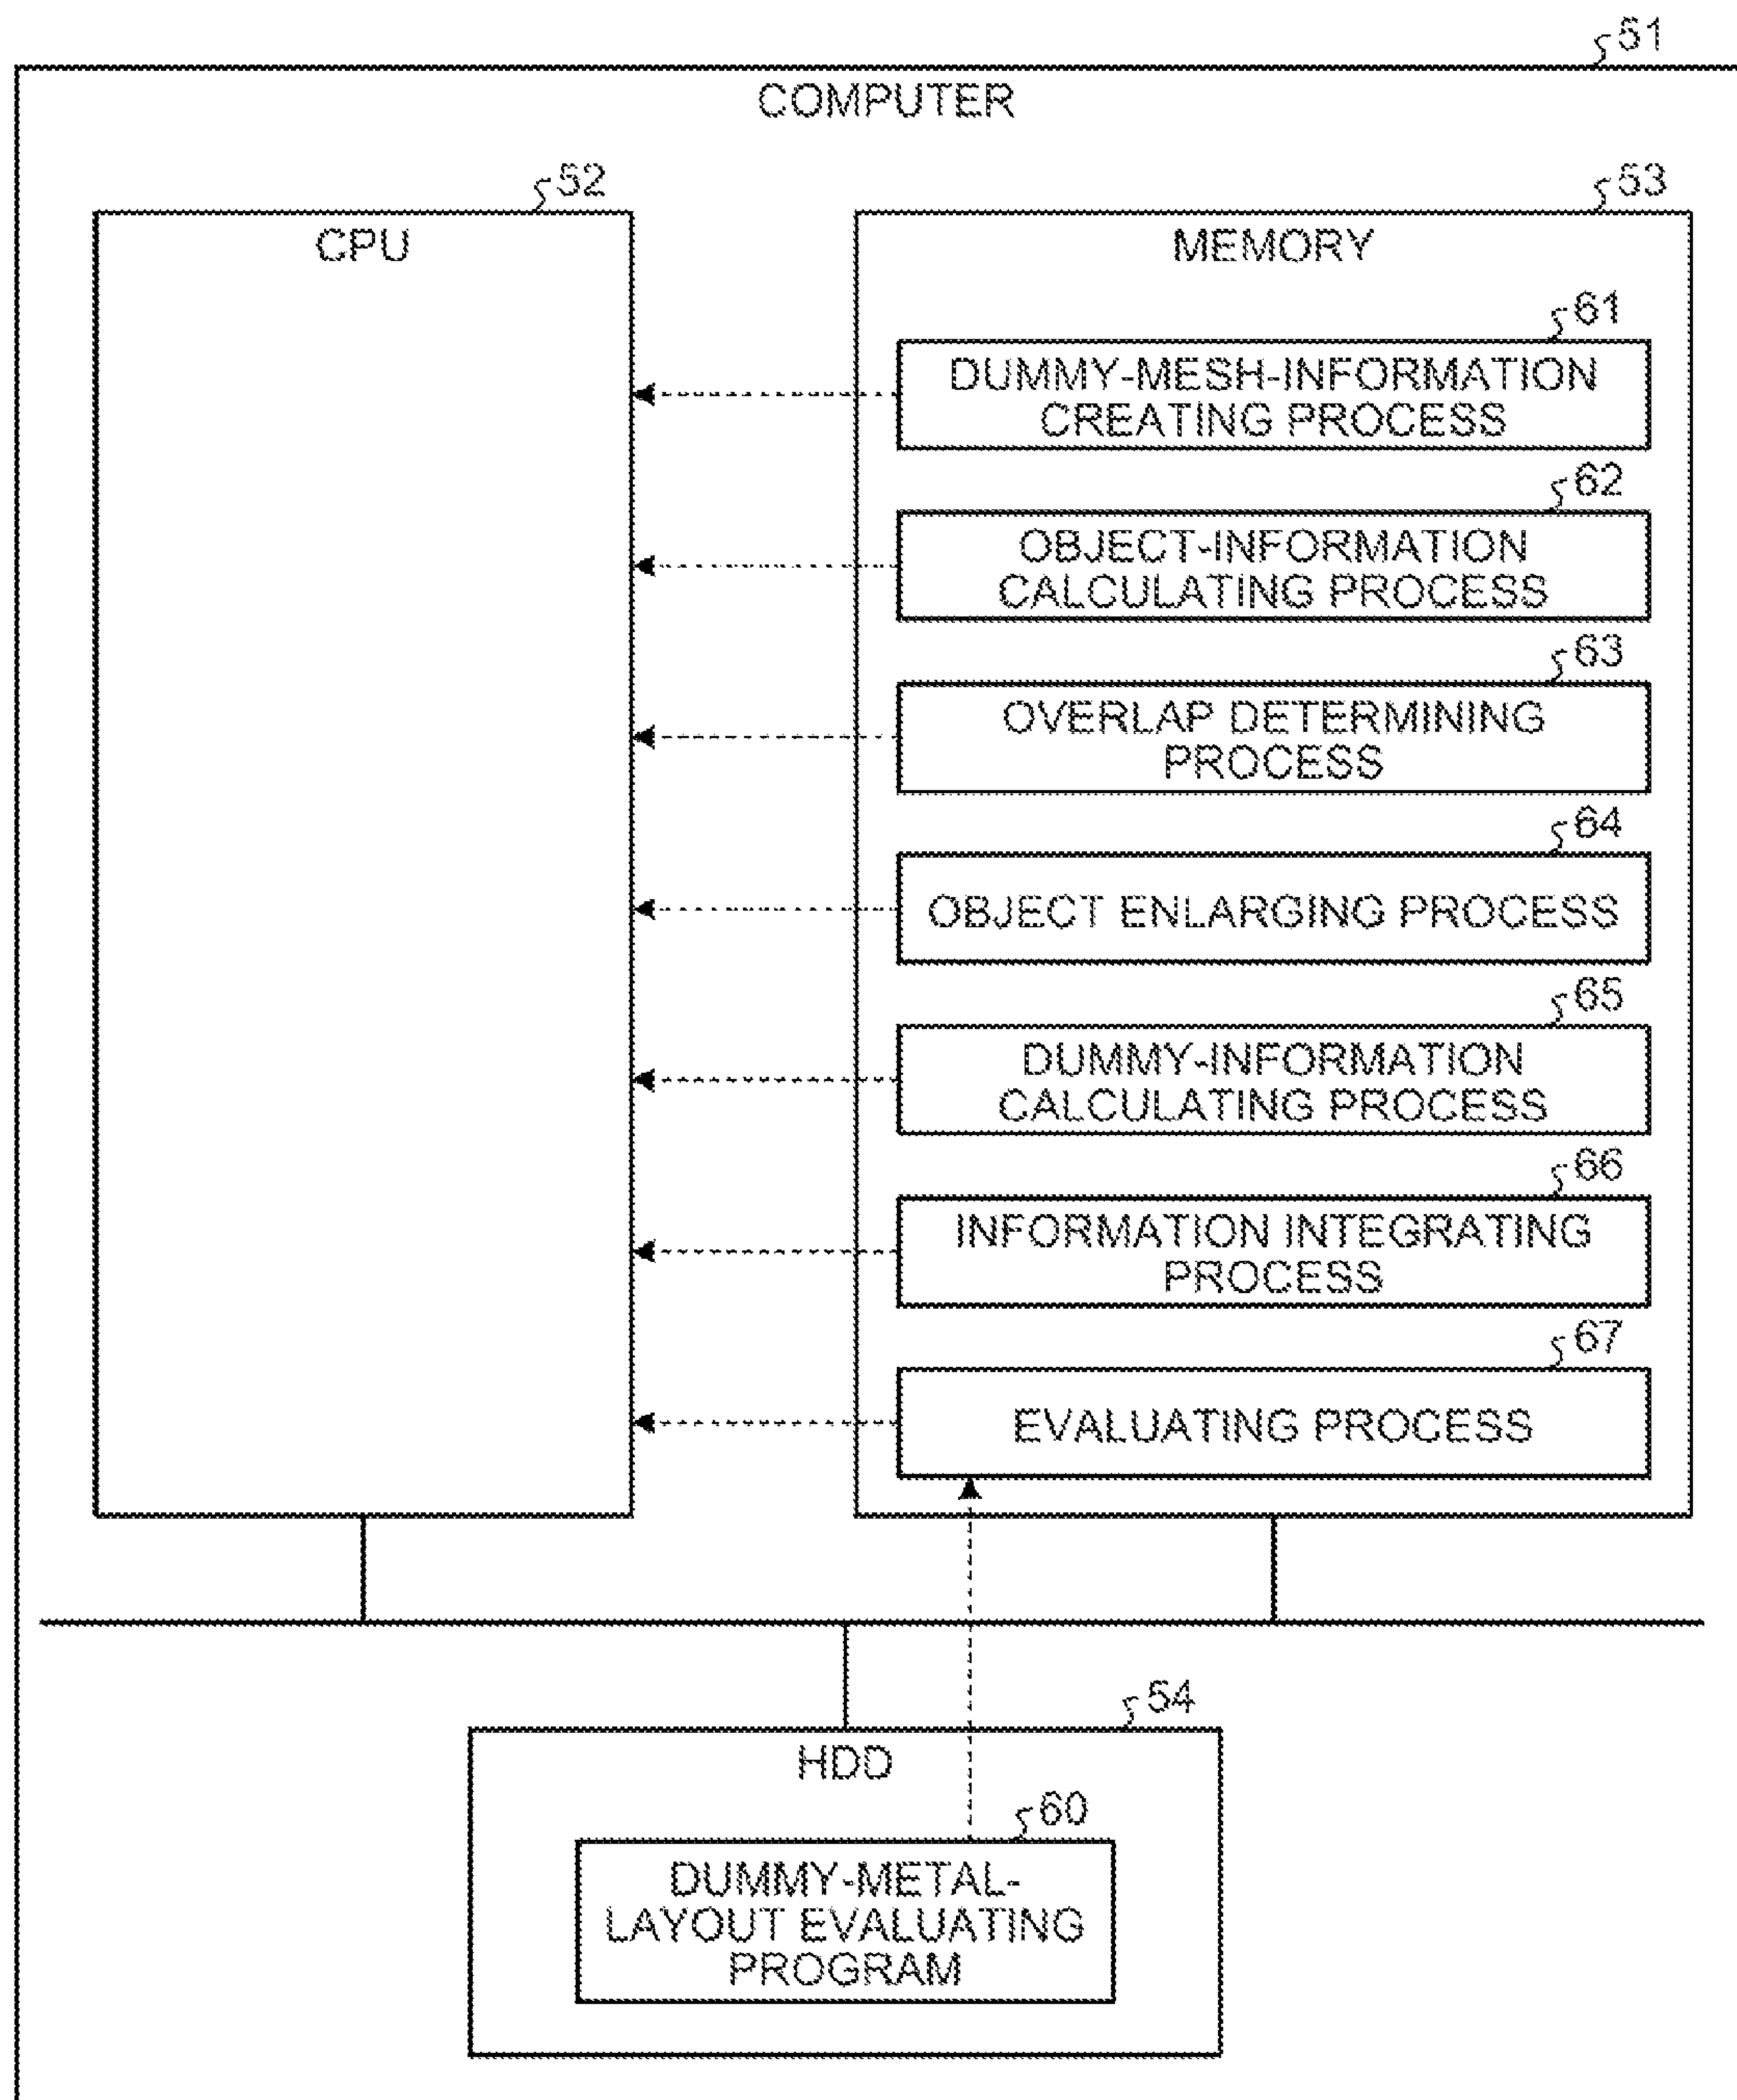 51
COMPUTER
52
CPU
53
MEMORY
61
DUMMY-MESH-INFORMATION
CREATING PROCESS
62
OBJECT-INFORMATION
CALCULATING PROCESS
63
OVERLAP DETERMINING
PROCESS
64
OBJECT ENLARGING PROCESS
65
DUMMY-INFORMATION
CALCULATING PROCESS
66
INFORMATION INTEGRATING
PROCESS
67
EVALUATING PROCESS
54
HDD
60
DUMMY-METAL-
LAYOUT EVALUATING
PROGRAM